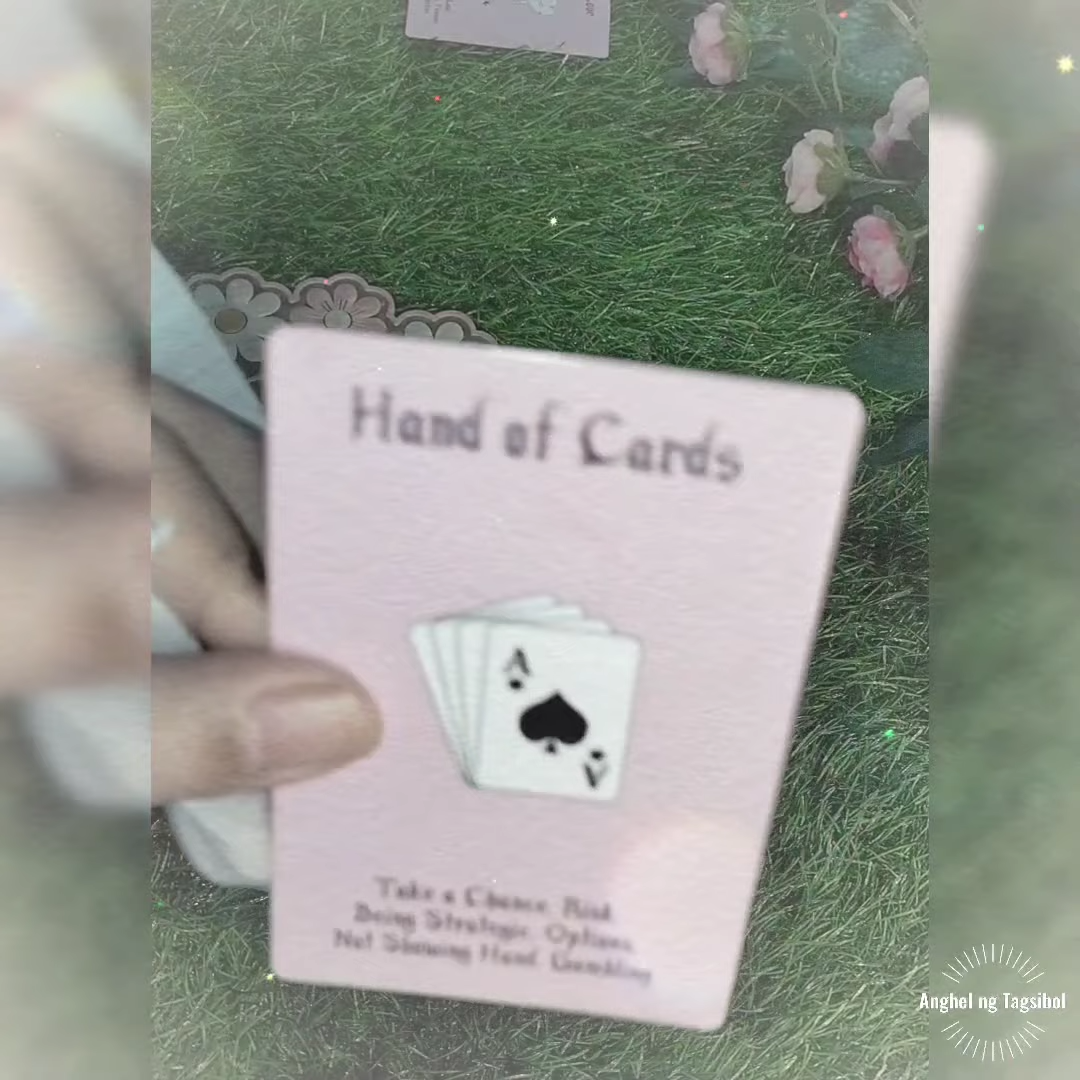 Hand of Cards
A
A
Take a Chance, Risk
Being Strategic, Options,
Not Showing Hand, Gambling
Anghel ng Tagsibol